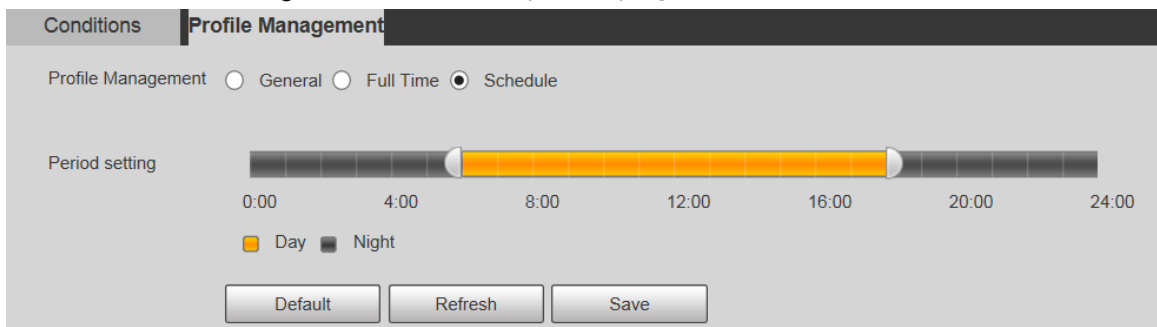 Conditions Profile Management
Profile Management General Full Time Schedule
Period setting
0:00 4:00 8:00 12:00 16:00 20:00 24:00
Day Night
Default Refresh Save